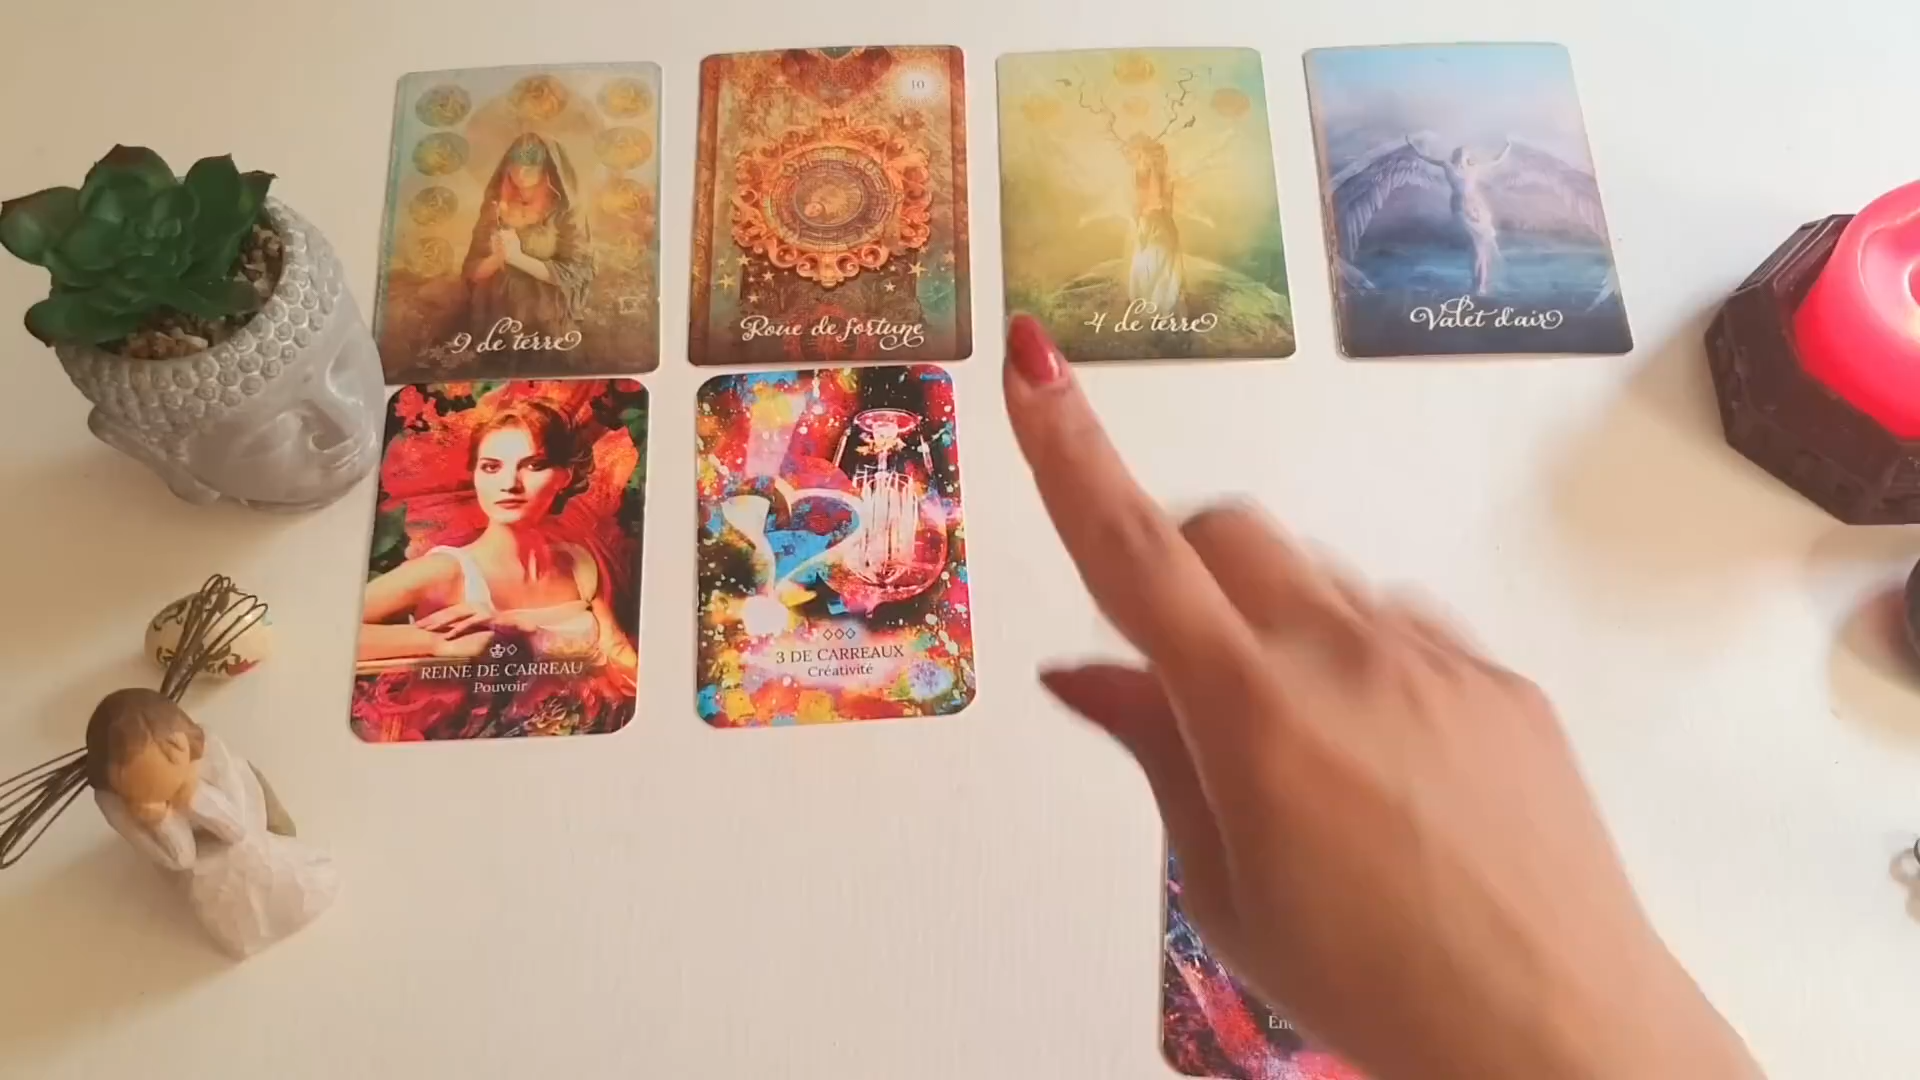 10
9 de terre
Roue de fortune
4 de terre
Valet d'air
REINE DE CARREAU
Pouvoir
3 DE CARREAUX
Créativité